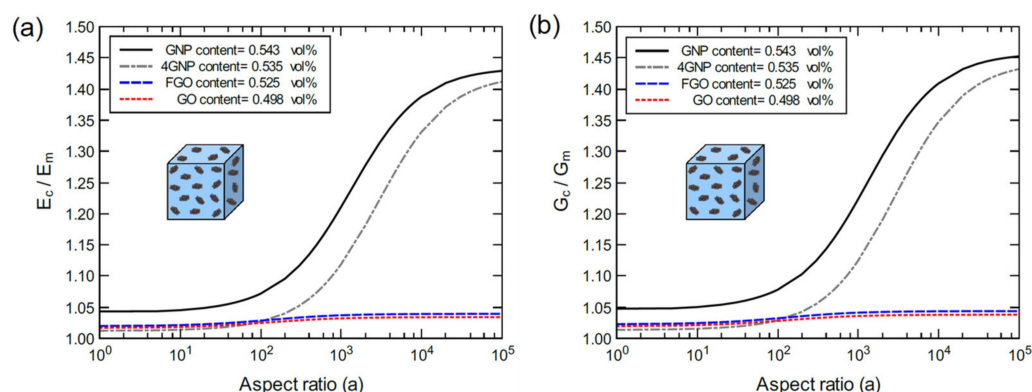 (a)
1.50
1.45
1.40
1.35
1.30
1.25
1.20
1.15
1.10
1.05
1.00
E_c / E_m
GNP content= 0.543 vol%
4GNP content= 0.535 vol%
FGO content= 0.525 vol%
GO content= 0.498 vol%
10^0 10^1 10^2 10^3 10^4 10^5
Aspect ratio (a)
(b)
1.50
1.45
1.40
1.35
1.30
1.25
1.20
1.15
1.10
1.05
1.00
G_c / G_m
GNP content= 0.543 vol%
4GNP content= 0.535 vol%
FGO content= 0.525 vol%
GO content= 0.498 vol%
10^0 10^1 10^2 10^3 10^4 10^5
Aspect ratio (a)